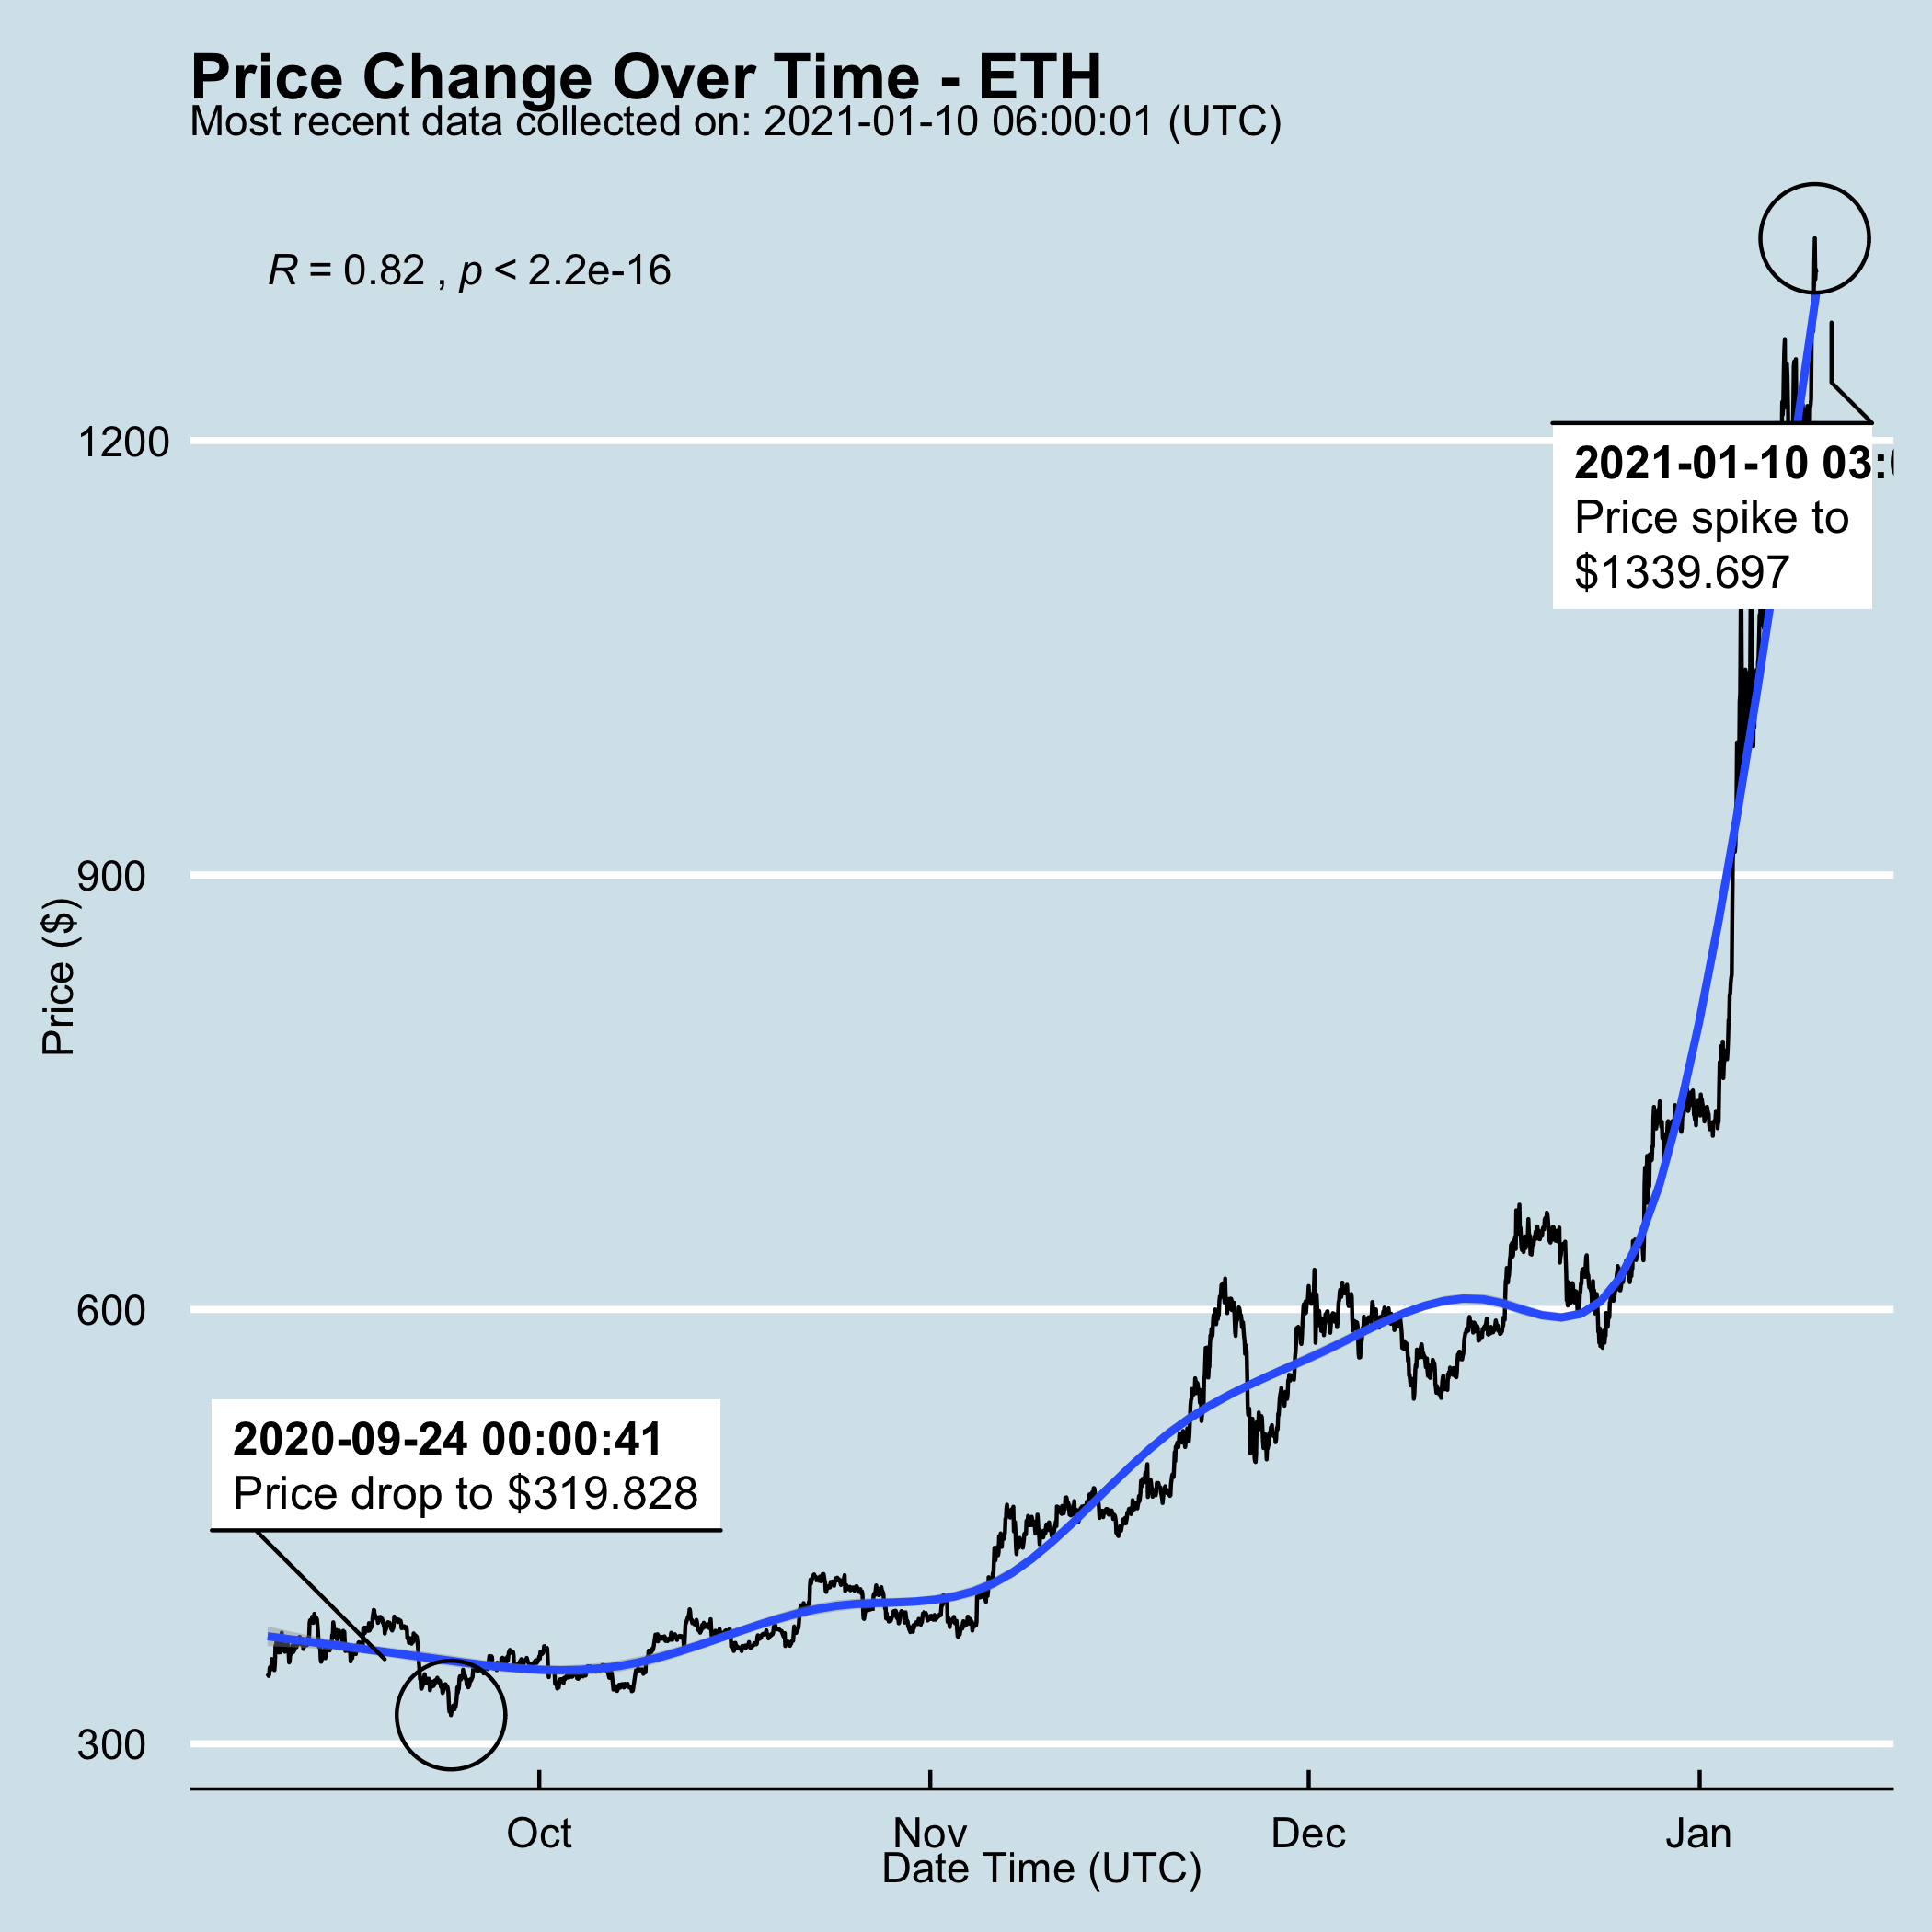 Price Change Over Time - ETH
Most recent data collected on: 2021-01-10 06:00:01 (UTC)
R = 0.82 , p < 2.2e-16
1200
2021-01-10 03:
Price spike to
$1339.697
900
Price ($)
600
2020-09-24 00:00:41
Price drop to $319.828
300
Oct
Nov
Dec
Jan
Date Time (UTC)